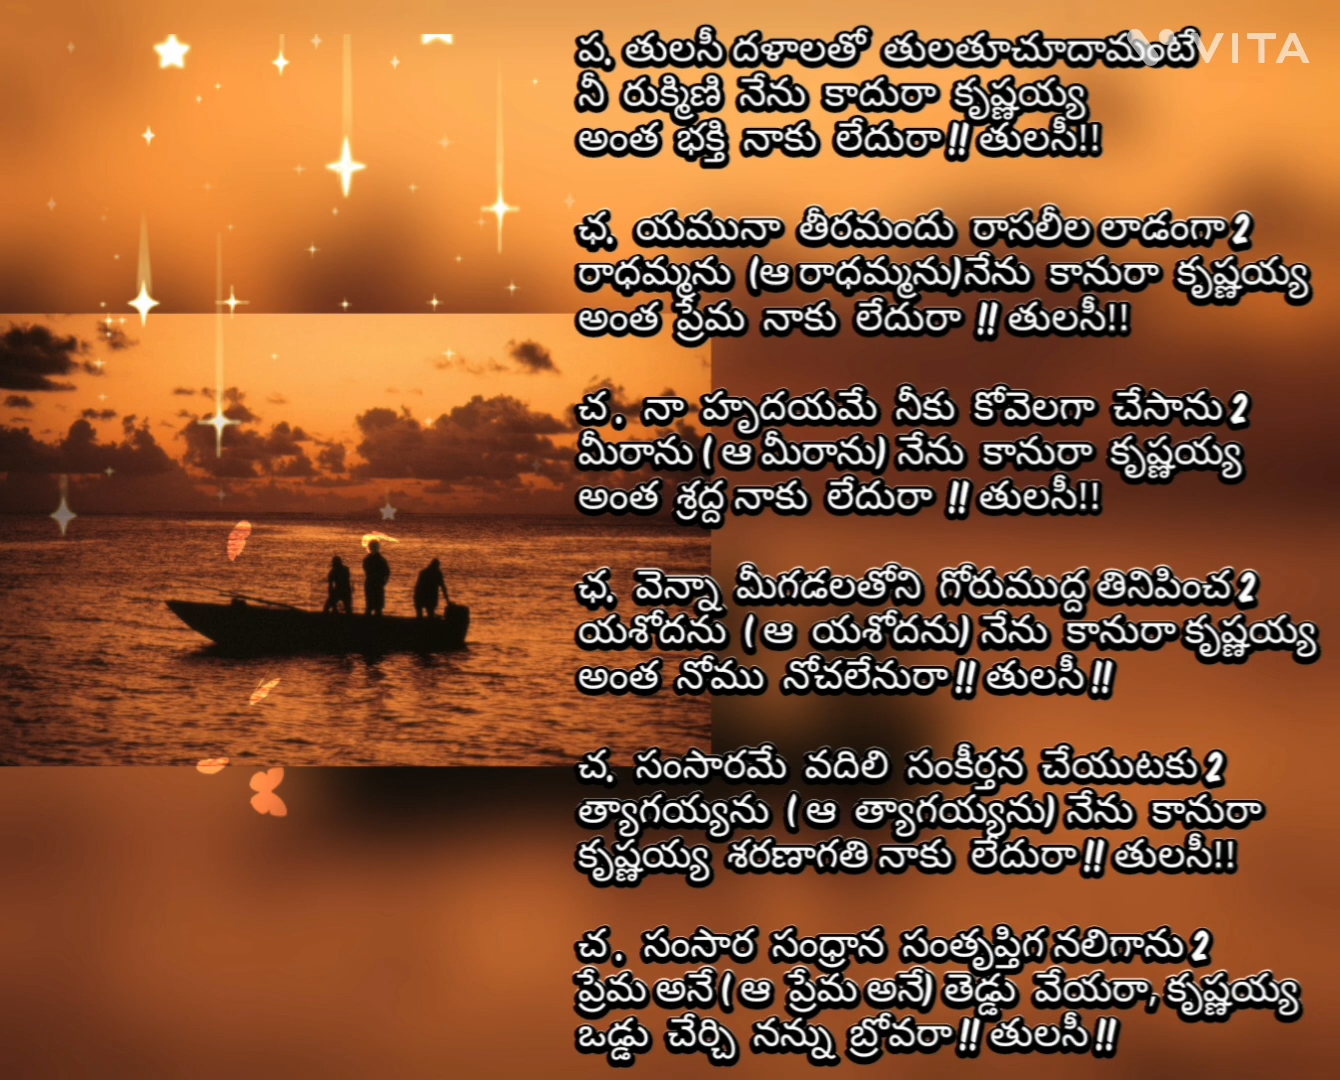 ప. తులసీ దళాలతో తులతూచూదామంటే
VITA
నీ రుక్మిణి నేను కాదురా కృష్ణయ్య
అంత భక్తి నాకు లేదురా!! తులసీ!!
ఛ. యమునా తీరమందు రాసలీల లాడంగా 2
రాధమ్మను (ఆ రాధమ్మను) నేను కానురా కృష్ణయ్య
అంత ప్రేమ నాకు లేదురా !! తులసీ!!
చ. నా హృదయమే నీకు కోవెలగా చేసాను 2
మీరాను ( ఆ మీరాను) నేను కానురా కృష్ణయ్య
అంత శ్రద్ద నాకు లేదురా !! తులసీ!!
ఛ. వెన్నా మీగడలతోని గోరుముద్ద తినిపించ 2
యశోదను ( ఆ యశోదను) నేను కానురా కృష్ణయ్య
అంత నోము నోచలేనురా!! తులసీ!!
చ. సంసారమే వదిలి సంకీర్తన చేయుటకు 2
త్యాగయ్యను ( ఆ త్యాగయ్యను) నేను కానురా
కృష్ణయ్య శరణాగతి నాకు లేదురా!! తులసీ!!
చ. సంసార సంధ్రాన సంతృప్తిగ నలిగాను 2
ప్రేమ అనే ( ఆ ప్రేమ అనే) తెడ్డు వేయరా, కృష్ణయ్య
ఒడ్డు చేర్చి నన్ను బ్రోవరా!! తులసీ!!